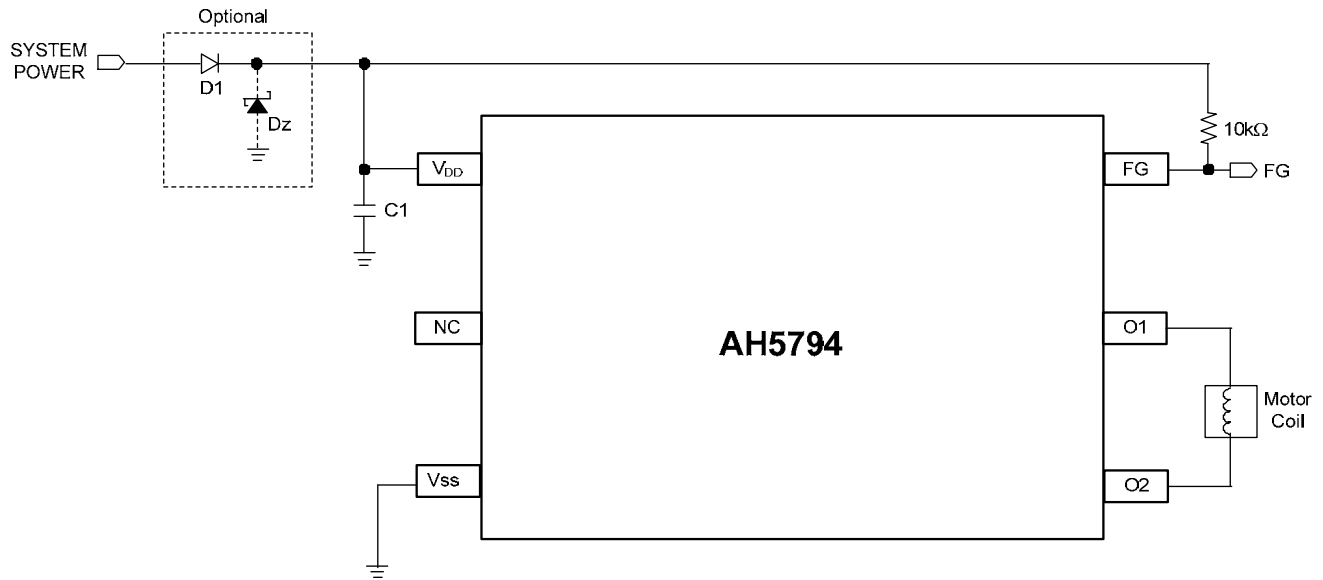 Optional
SYSTEM
POWER
D1
Dz
10kΩ
VDD
FG
FG
C1
NC
AH5794
O1
Motor
Coil
Vss
O2